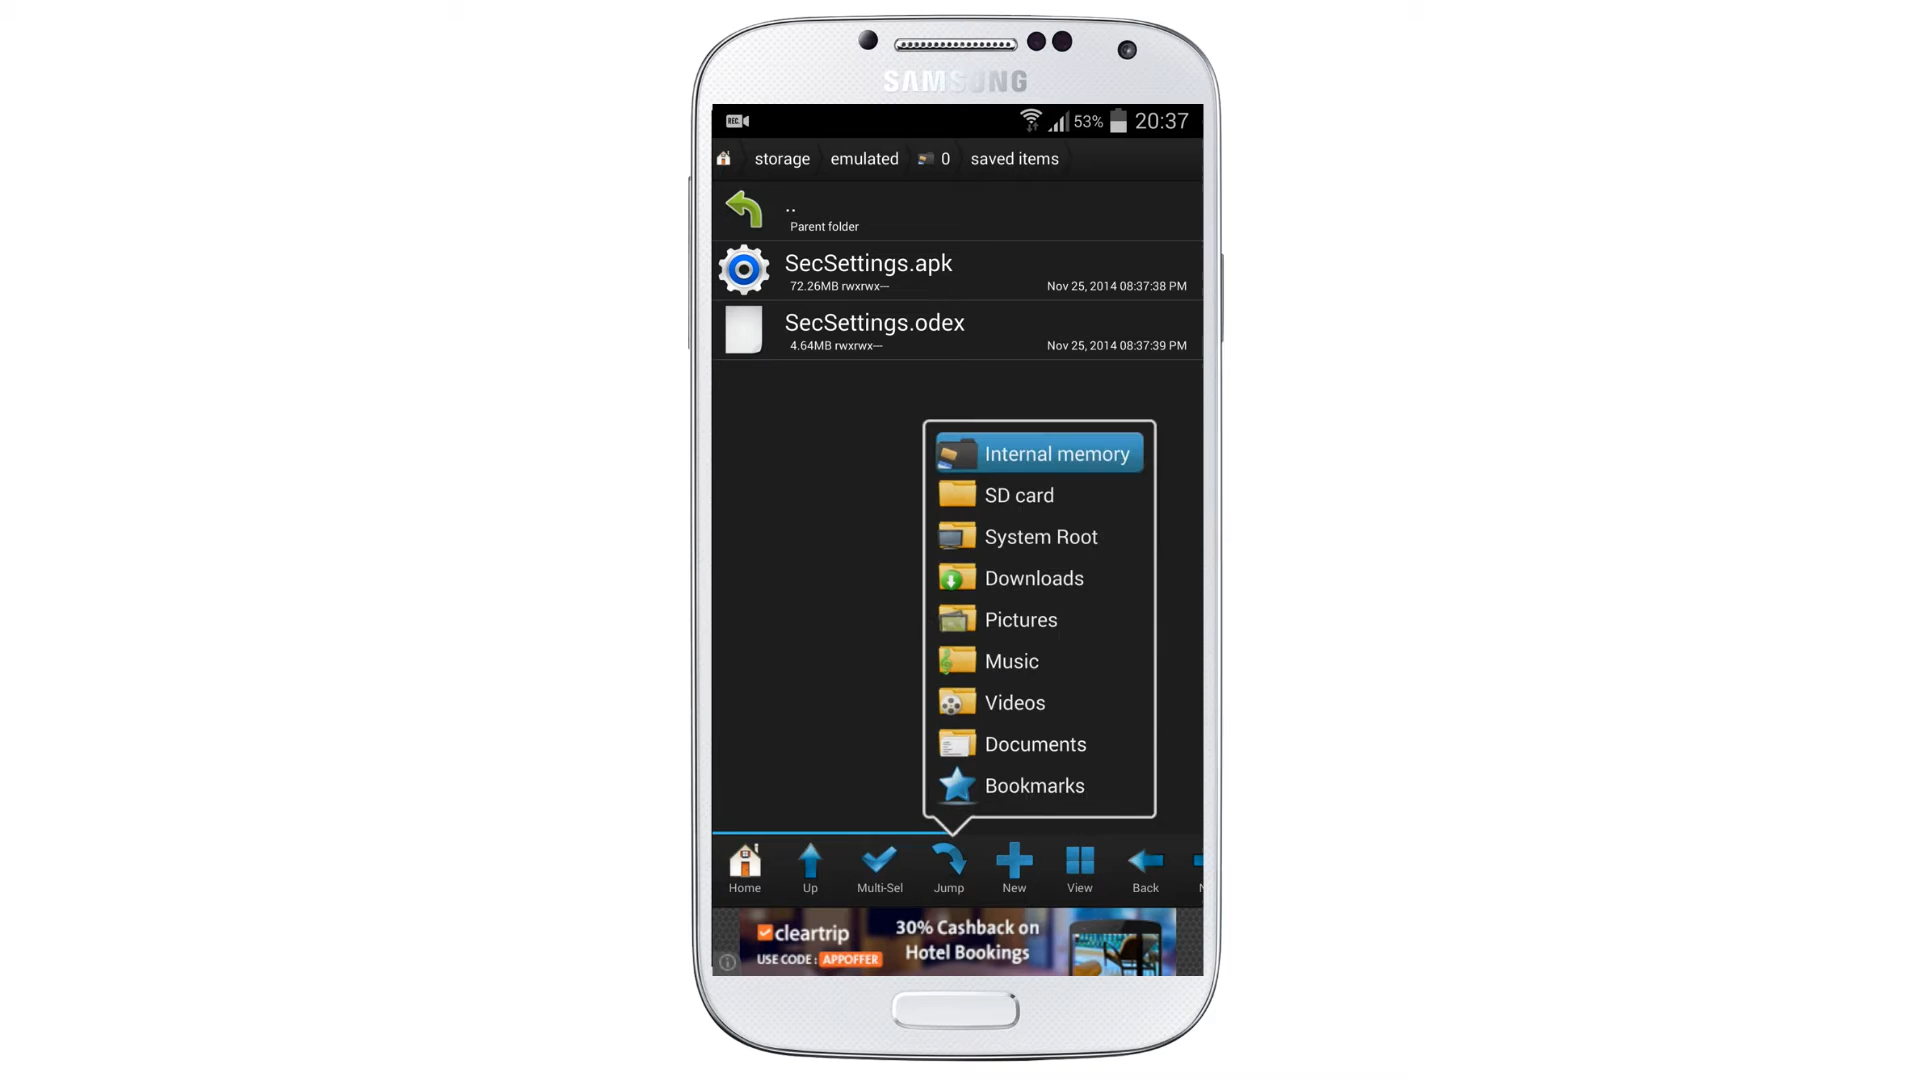 SAMSUNG
REC 53% 20:37
storage emulated 0 saved items
..
Parent folder
SecSettings.apk
72.26MB rwxrwx--- Nov 25, 2014 08:37:38 PM
SecSettings.odex
4.64MB rwxrwx--- Nov 25, 2014 08:37:39 PM
Internal memory
SD card
System Root
Downloads
Pictures
Music
Videos
Documents
Bookmarks
Home Up Multi-Sel Jump New View Back
cleartrip
USE CODE : APPOFFER
30% Cashback on
Hotel Bookings